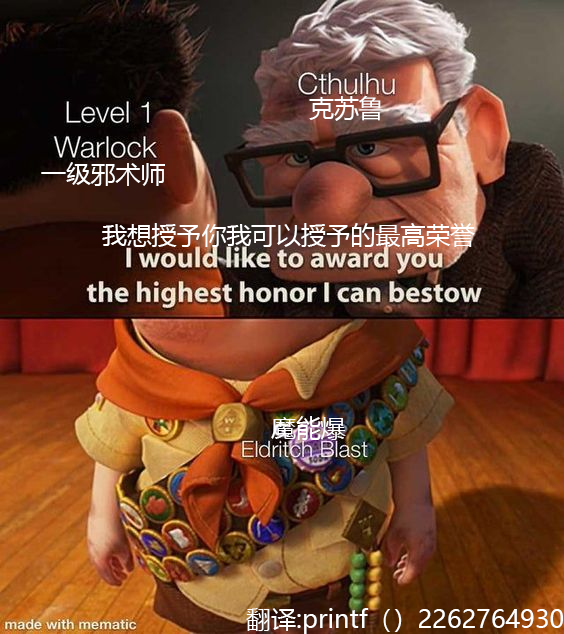 Cthulhu
克苏鲁
Level 1
Warlock
一级邪术师
我想授予你我可以授予的最高荣誉
I would like to award you
the highest honor I can bestow
魔能爆
Eldritch Blast
made with mematic
翻译:printf（）2262764930